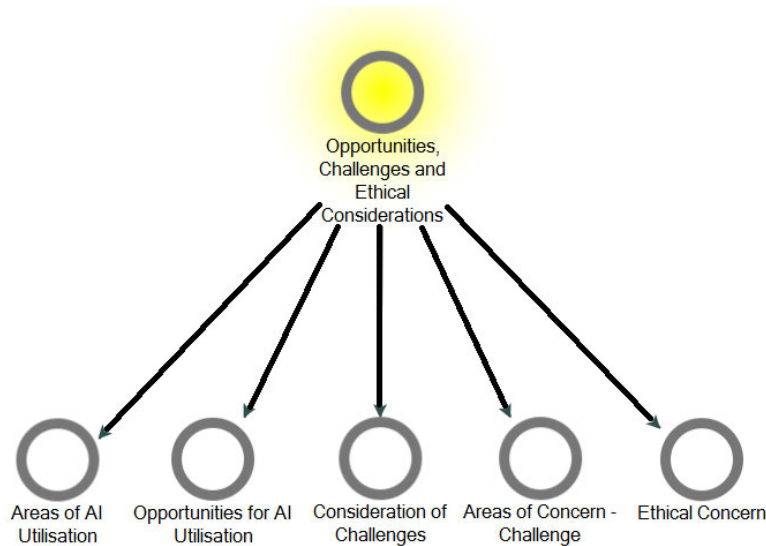 Opportunities,
Challenges and
Ethical
Considerations
Areas of AI
Utilisation
Opportunities for AI
Utilisation
Consideration of
Challenges
Areas of Concern -
Challenge
Ethical Concern